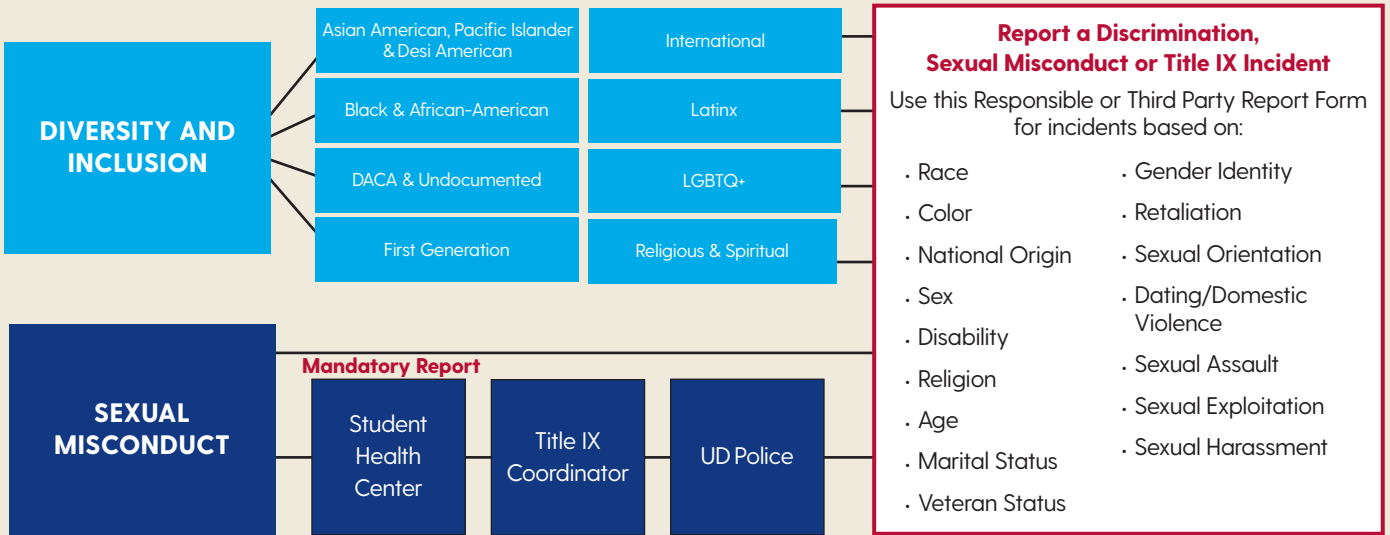 DIVERSITY AND
INCLUSION
Asian American, Pacific Islander
& Desi American
Black & African-American
DACA & Undocumented
First Generation
International
Latinx
LGBTQ+
Religious & Spiritual
SEXUAL
MISCONDUCT
Mandatory Report
Student
Health
Center
Title IX
Coordinator
UD Police
Report a Discrimination,
Sexual Misconduct or Title IX Incident
Use this Responsible or Third Party Report Form
for incidents based on:
· Race
· Color
· National Origin
· Sex
· Disability
· Religion
· Age
· Marital Status
· Veteran Status
· Gender Identity
· Retaliation
· Sexual Orientation
· Dating/Domestic
Violence
· Sexual Assault
· Sexual Exploitation
· Sexual Harassment